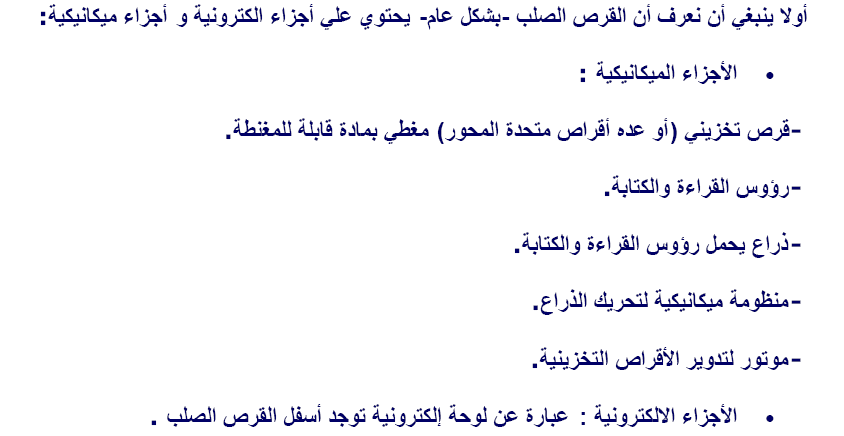 أولا ينبغي أن نعرف أن القرص الصلب -بشكل عام- يحتوي علي أجزاء الكترونية و أجزاء ميكانيكية:
• الأجزاء الميكانيكية :
-قرص تخزيني (أو عده أقراص متحدة المحور) مغطي بمادة قابلة للمغنطة.
-رؤوس القراءة والكتابة.
-ذراع يحمل رؤوس القراءة والكتابة.
-منظومة ميكانيكية لتحريك الذراع.
-موتور لتدوير الأقراص التخزينية.
• الأجزاء الالكترونية : عبارة عن لوحة إلكترونية توجد أسفل القرص الصلب .